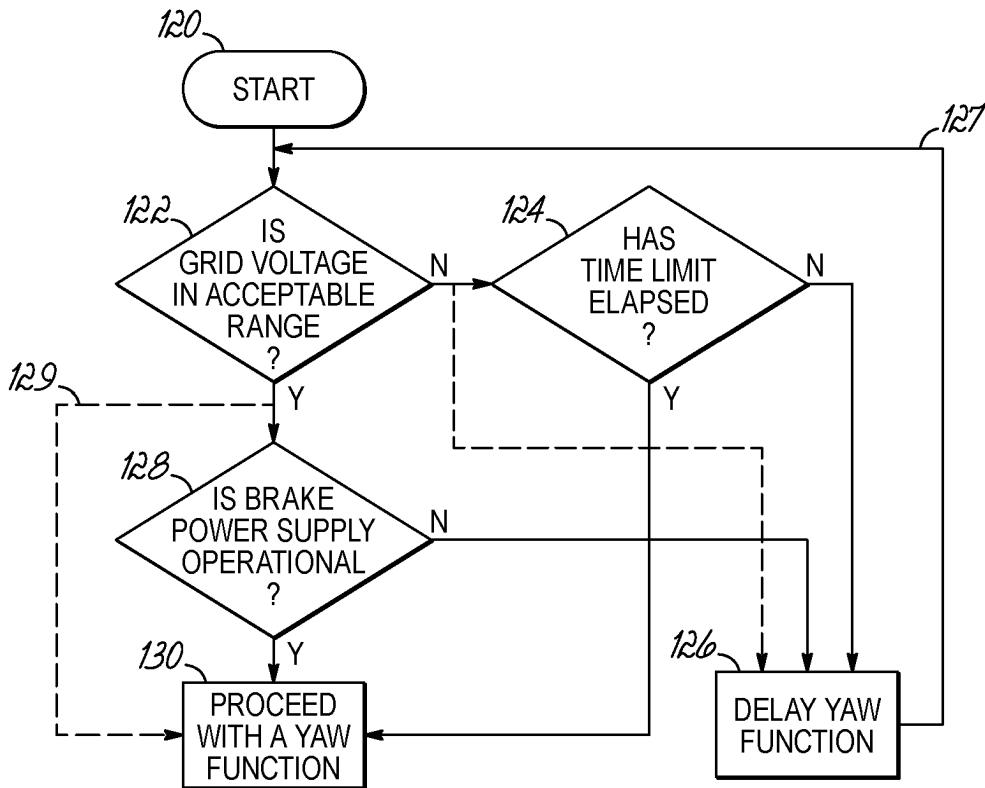 120
START
127
122
IS
GRID VOLTAGE
IN ACCEPTABLE
RANGE
?
N
124
HAS
TIME LIMIT
ELAPSED
?
N
129
Y
Y
128
IS BRAKE
POWER SUPPLY
OPERATIONAL
?
N
Y
130
PROCEED
WITH A YAW
FUNCTION
126
DELAY YAW
FUNCTION